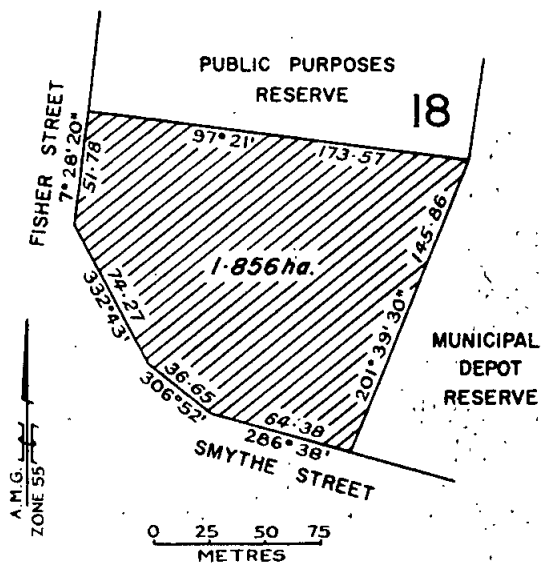 PUBLIC PURPOSES
RESERVE
18
FISHER STREET
7° 28' 20"
51·78
97° 21'
173·57
145·86
201° 39' 30"
1·856ha.
MUNICIPAL
DEPOT
RESERVE
74·27
332° 43'
36·65
306° 52'
64·38
286° 38'
SMYTHE STREET
A.M.G.
ZONE 55
0 25 50 75
METRES